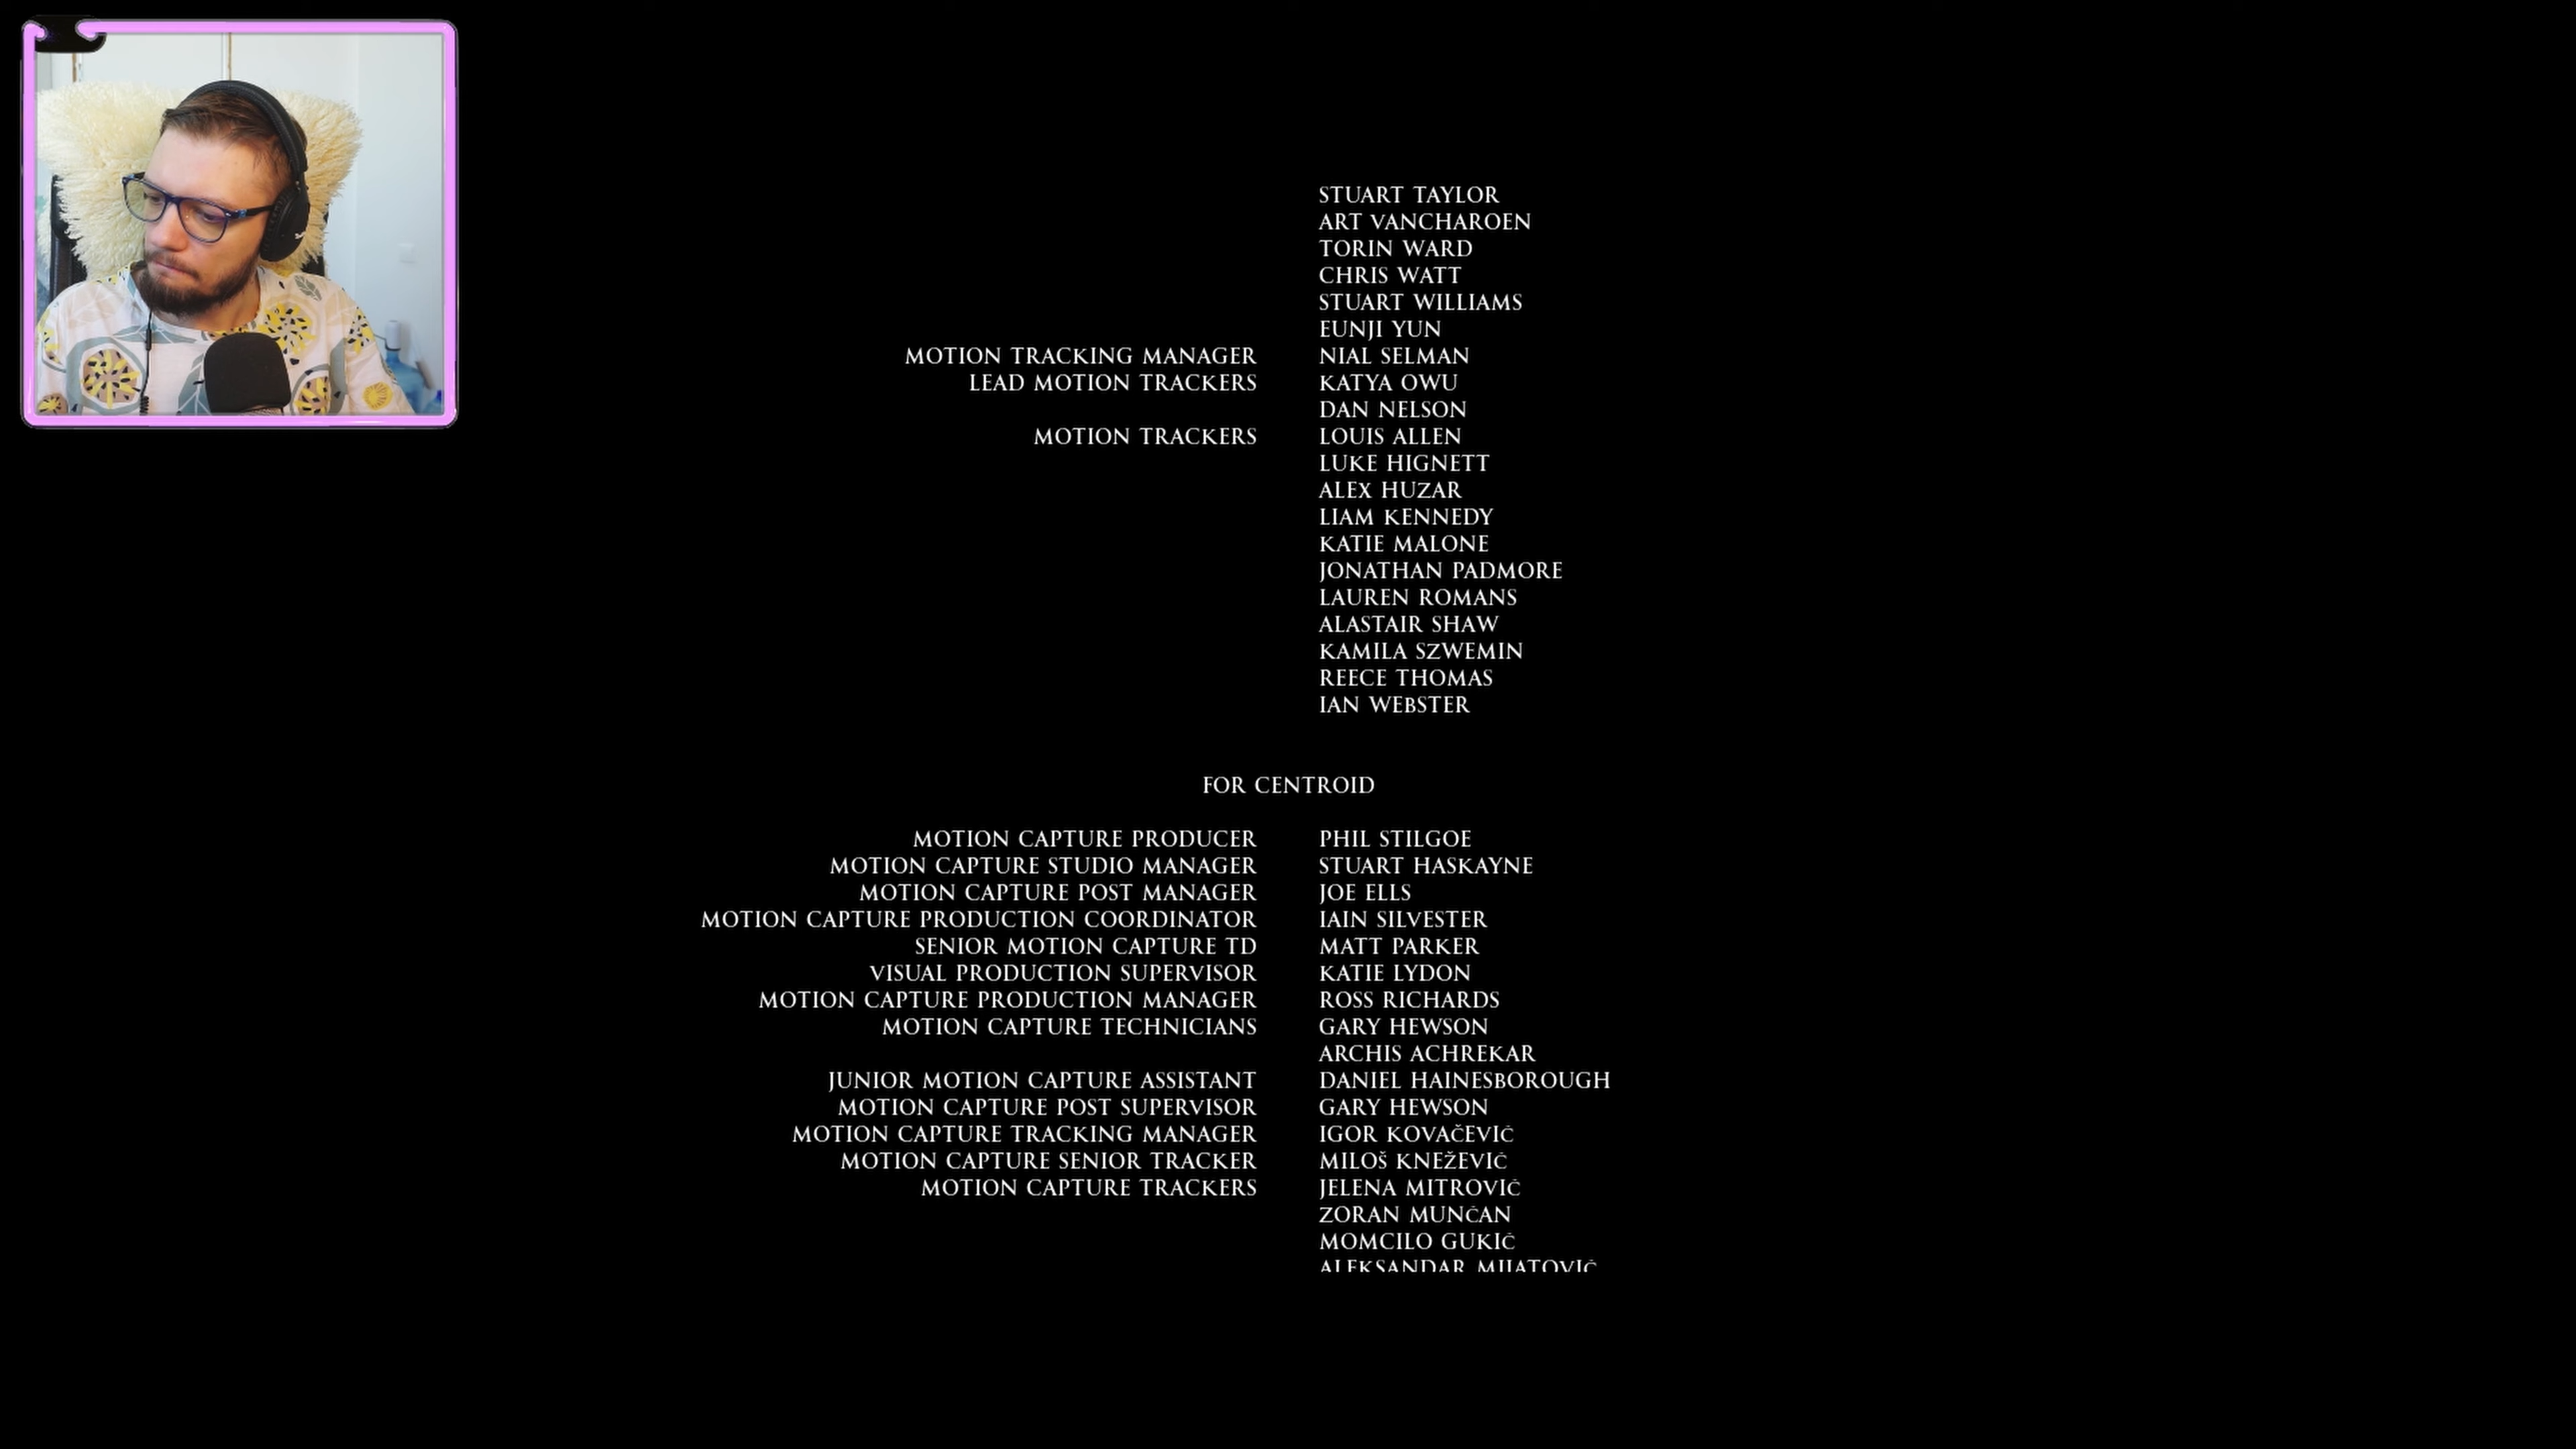 STUART TAYLOR
ART VANCHAROEN
TORIN WARD
CHRIS WATT
STUART WILLIAMS
EUNJI YUN
MOTION TRACKING MANAGER NIAL SELMAN
LEAD MOTION TRACKERS KATYA OWU
DAN NELSON
MOTION TRACKERS LOUIS ALLEN
LUKE HIGNETT
ALEX HUZAR
LIAM KENNEDY
KATIE MALONE
JONATHAN PADMORE
LAUREN ROMANS
ALASTAIR SHAW
KAMILA SZWEMIN
REECE THOMAS
IAN WEBSTER
FOR CENTROID
MOTION CAPTURE PRODUCER PHIL STILGOE
MOTION CAPTURE STUDIO MANAGER STUART HASKAYNE
MOTION CAPTURE POST MANAGER JOE ELLS
MOTION CAPTURE PRODUCTION COORDINATOR IAIN SILVESTER
SENIOR MOTION CAPTURE TD MATT PARKER
VISUAL PRODUCTION SUPERVISOR KATIE LYDON
MOTION CAPTURE PRODUCTION MANAGER ROSS RICHARDS
MOTION CAPTURE TECHNICIANS GARY HEWSON
ARCHIS ACHREKAR
JUNIOR MOTION CAPTURE ASSISTANT DANIEL HAINESBOROUGH
MOTION CAPTURE POST SUPERVISOR GARY HEWSON
MOTION CAPTURE TRACKING MANAGER IGOR KOVAČEVIĆ
MOTION CAPTURE SENIOR TRACKER MILOŠ KNEŽEVIĆ
MOTION CAPTURE TRACKERS JELENA MITROVIĆ
ZORAN MUNĆAN
MOMCILO GUKIĆ
ALEKSANDAR MIJATOVIĆ